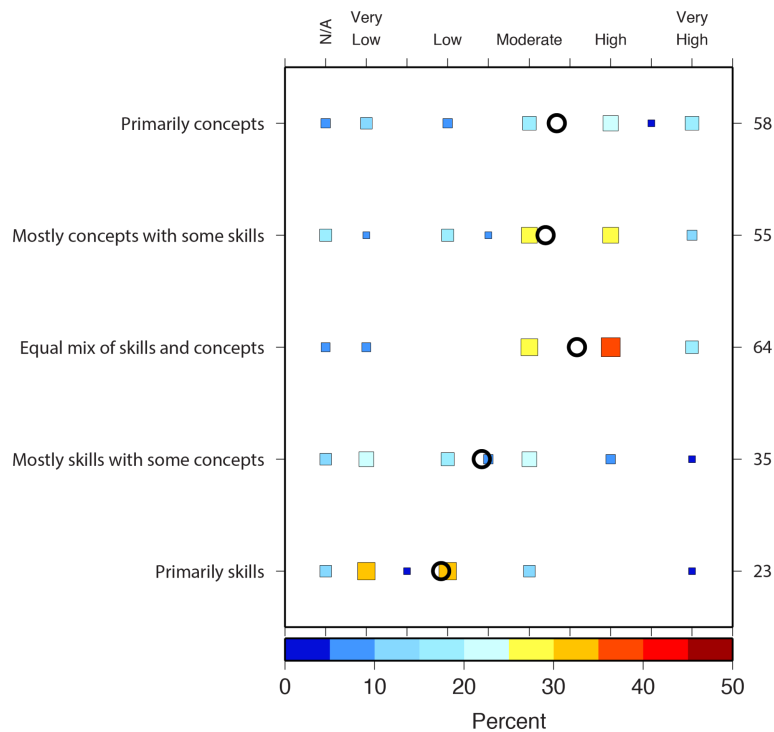 N/A
Very
Low
Low
Moderate
High
Very
High
Primarily concepts
58
Mostly concepts with some skills
55
Equal mix of skills and concepts
64
Mostly skills with some concepts
35
Primarily skills
23
0 10 20 30 40 50
Percent